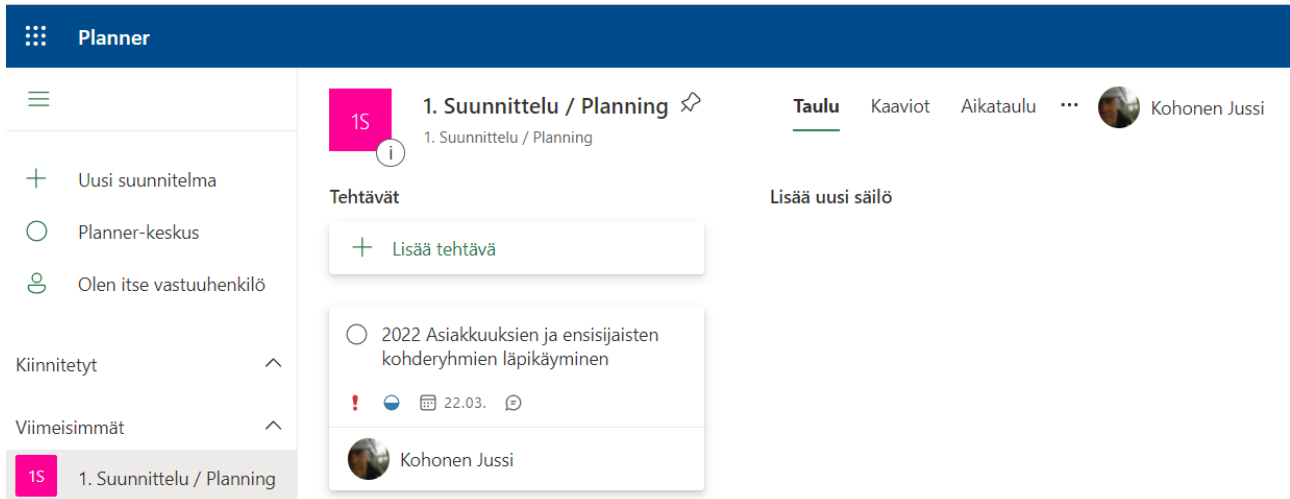 Planner
1. Suunnittelu / Planning
1S
1. Suunnittelu / Planning
i
Taulu Kaaviot Aikataulu ... Kohonen Jussi
Uusi suunnitelma
Planner-keskus
Olen itse vastuuhenkilö
Kiinnitetyt
Viimeisimmät
1S 1. Suunnittelu / Planning
Tehtävät
Lisää tehtävä
2022 Asiakkuuksien ja ensisijaisten
kohderyhmien läpikäyminen
! 22.03.
Kohonen Jussi
Lisää uusi säilö